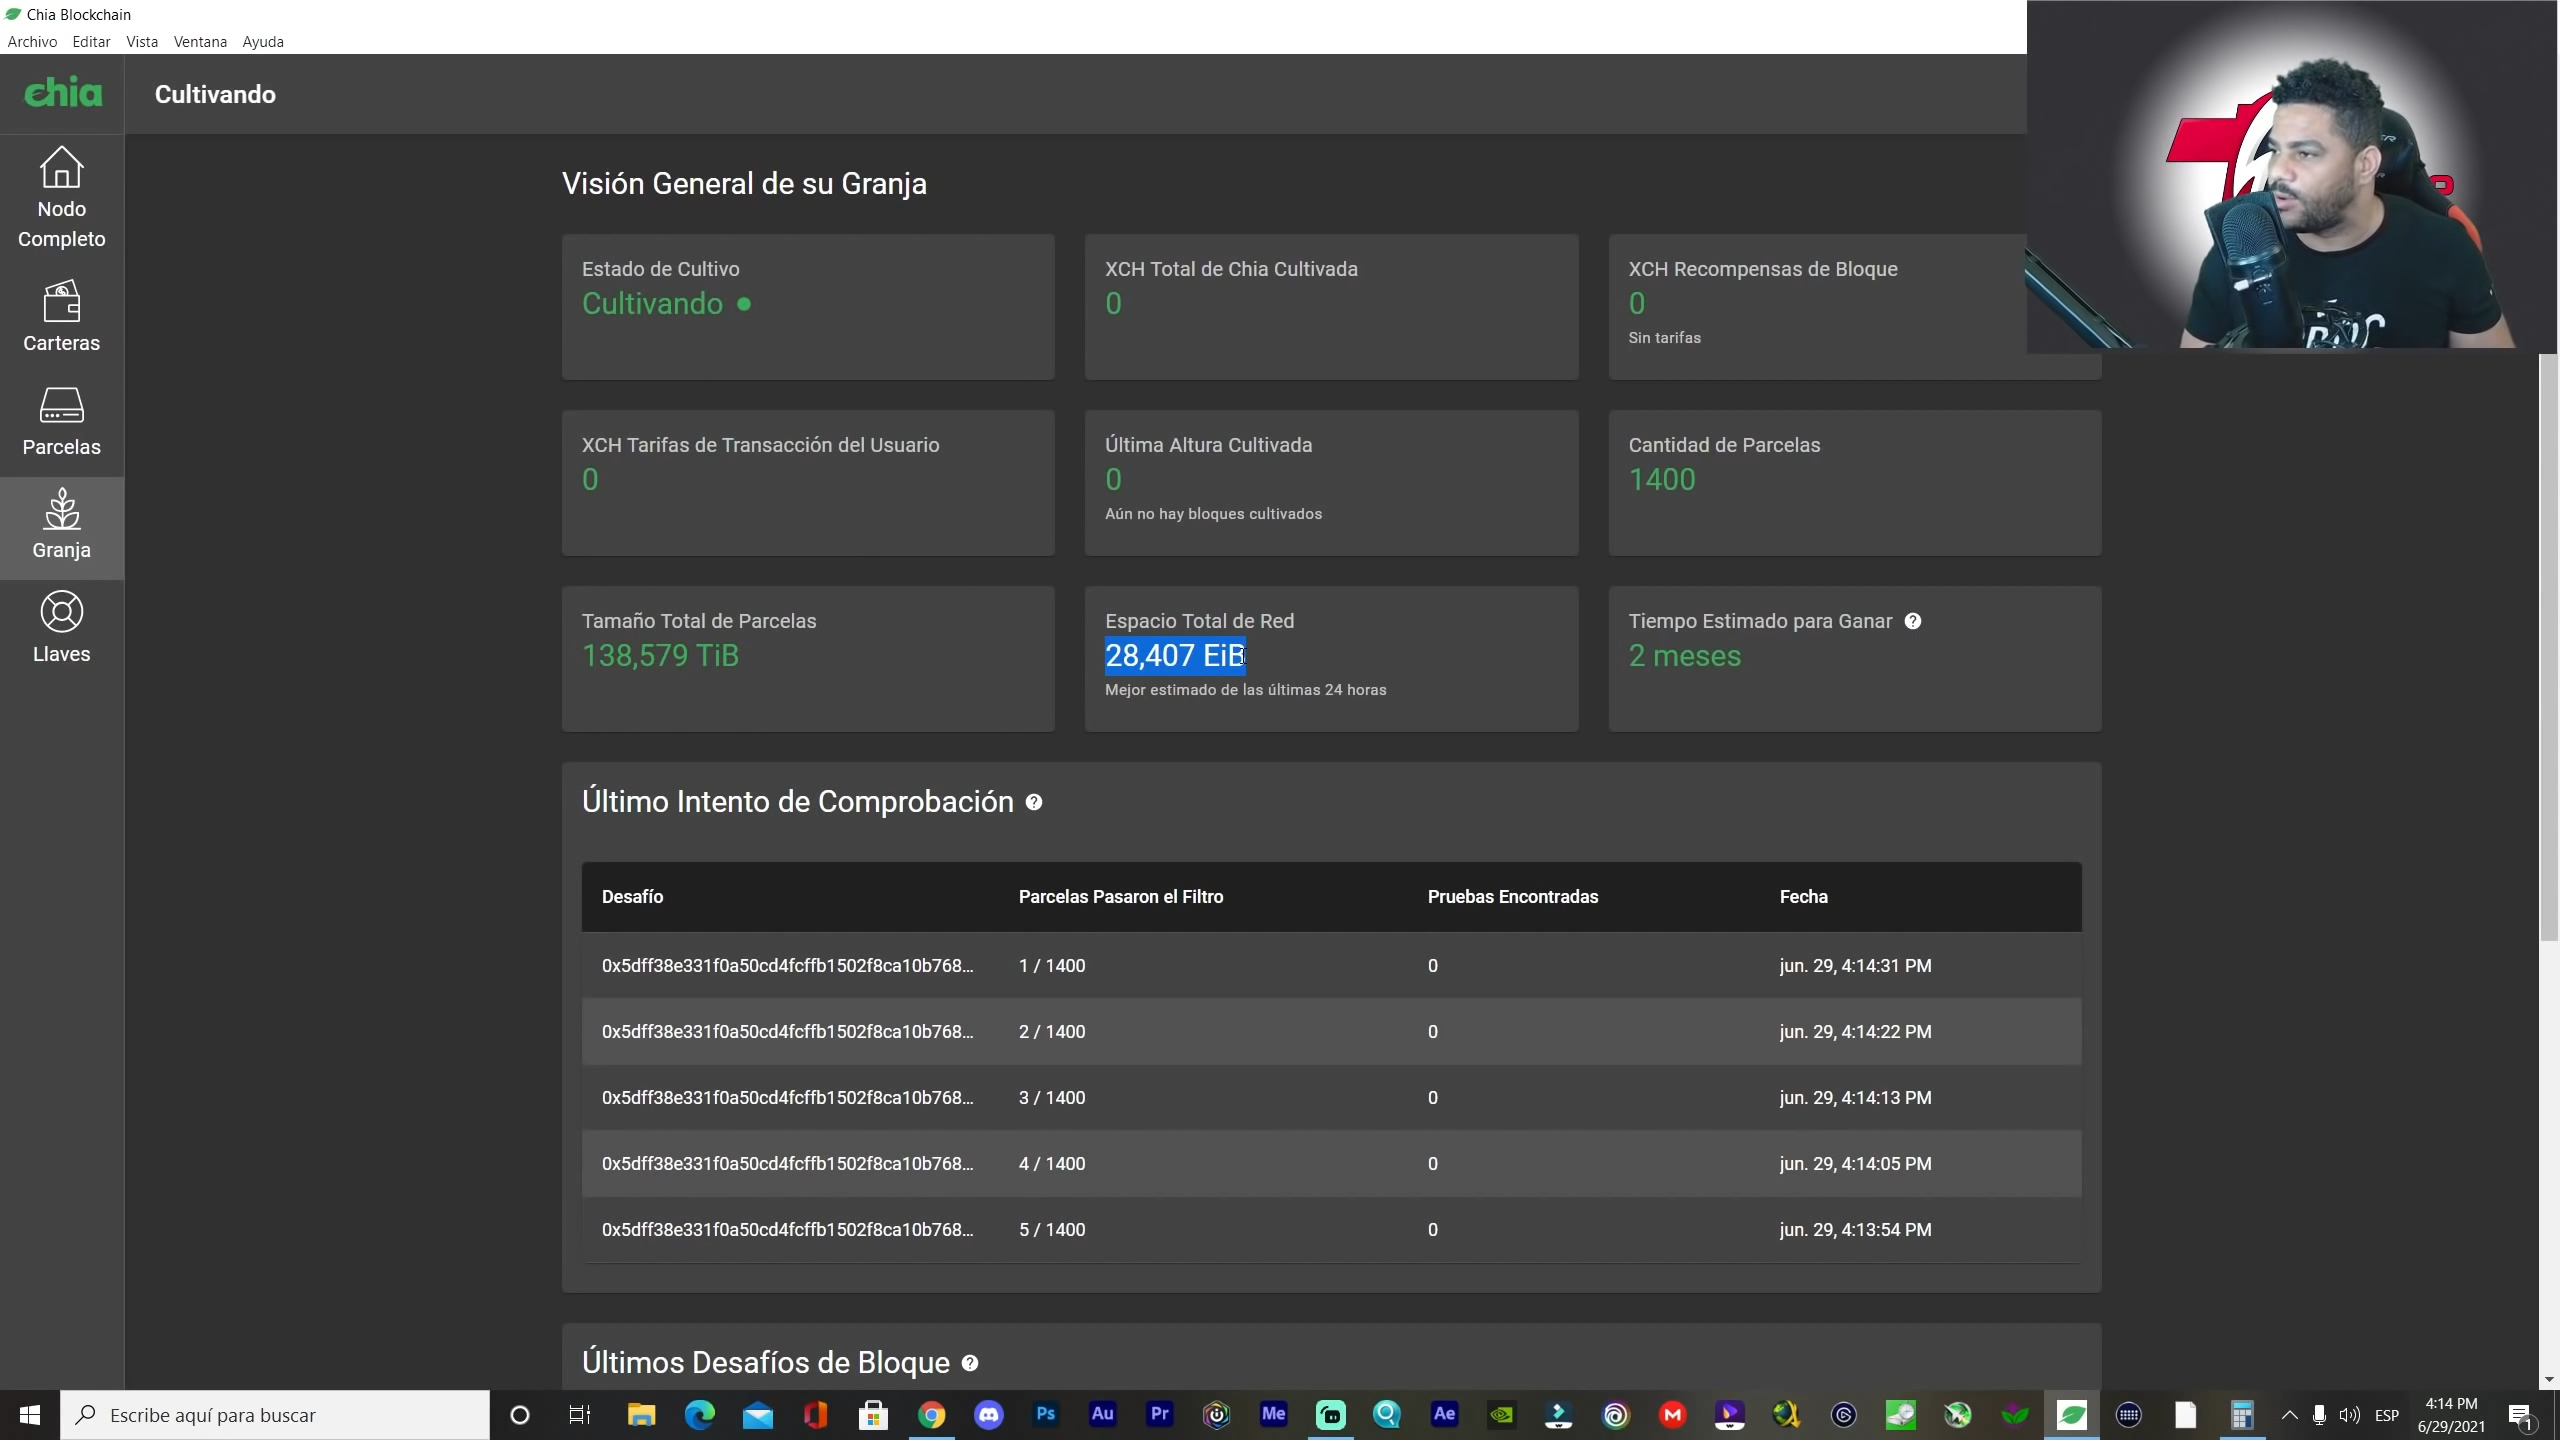 Chia Blockchain
Archivo Editar Vista Ventana Ayuda
chia
Cultivando
Nodo
Completo
Carteras
Parcelas
Granja
Llaves
Visión General de su Granja
Estado de Cultivo
Cultivando
XCH Total de Chia Cultivada
0
XCH Recompensas de Bloque
0
Sin tarifas
XCH Tarifas de Transacción del Usuario
0
Última Altura Cultivada
0
Aún no hay bloques cultivados
Cantidad de Parcelas
1400
Tamaño Total de Parcelas
138,579 TiB
Espacio Total de Red
28,407 EiB
Mejor estimado de las últimas 24 horas
Tiempo Estimado para Ganar
2 meses
Último Intento de Comprobación
Desafío Parcelas Pasaron el Filtro Pruebas Encontradas Fecha
0x5dff38e331f0a50cd4fcffb1502f8ca10b768... 1 / 1400 0 jun. 29, 4:14:31 PM
0x5dff38e331f0a50cd4fcffb1502f8ca10b768... 2 / 1400 0 jun. 29, 4:14:22 PM
0x5dff38e331f0a50cd4fcffb1502f8ca10b768... 3 / 1400 0 jun. 29, 4:14:13 PM
0x5dff38e331f0a50cd4fcffb1502f8ca10b768... 4 / 1400 0 jun. 29, 4:14:05 PM
0x5dff38e331f0a50cd4fcffb1502f8ca10b768... 5 / 1400 0 jun. 29, 4:13:54 PM
Últimos Desafíos de Bloque
Escribe aquí para buscar
Ps Au Pr Me Ae
ESP
4:14 PM
6/29/2021
1